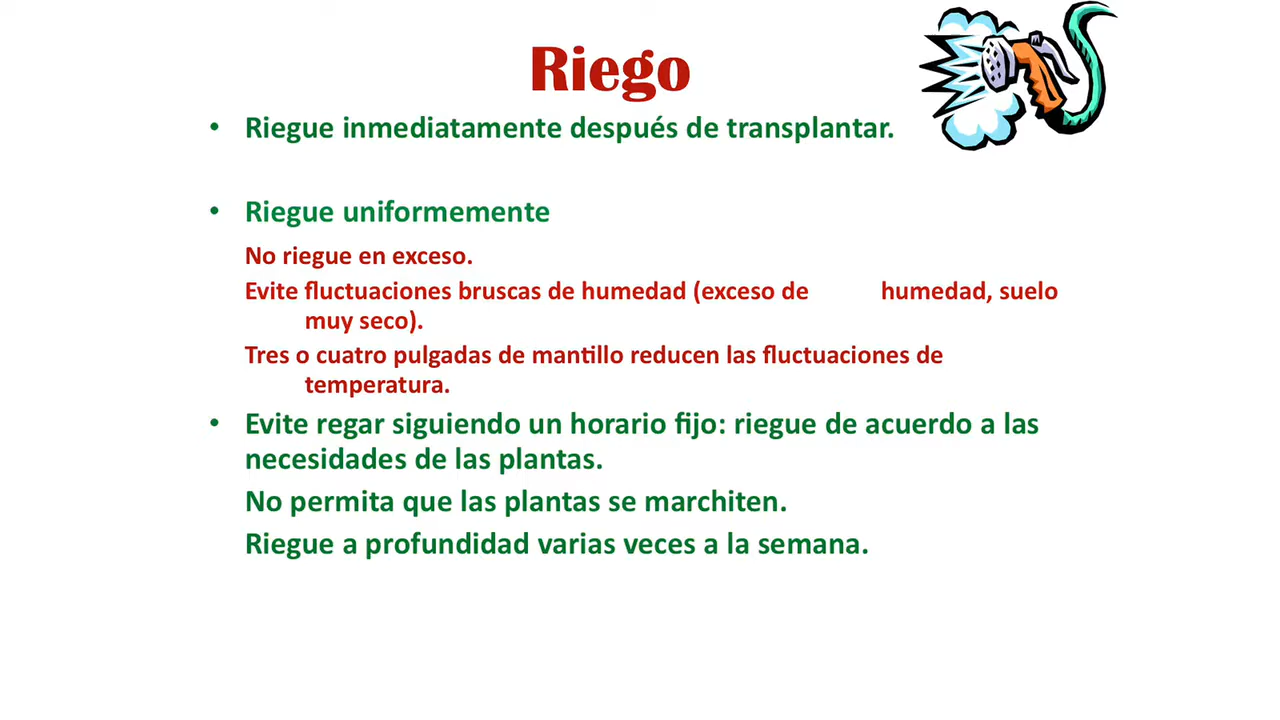 Riego
• Riegue inmediatamente después de transplantar.
• Riegue uniformemente
No riegue en exceso.
Evite fluctuaciones bruscas de humedad (exceso de humedad, suelo
muy seco).
Tres o cuatro pulgadas de mantillo reducen las fluctuaciones de
temperatura.
• Evite regar siguiendo un horario fijo: riegue de acuerdo a las
necesidades de las plantas.
No permita que las plantas se marchiten.
Riegue a profundidad varias veces a la semana.